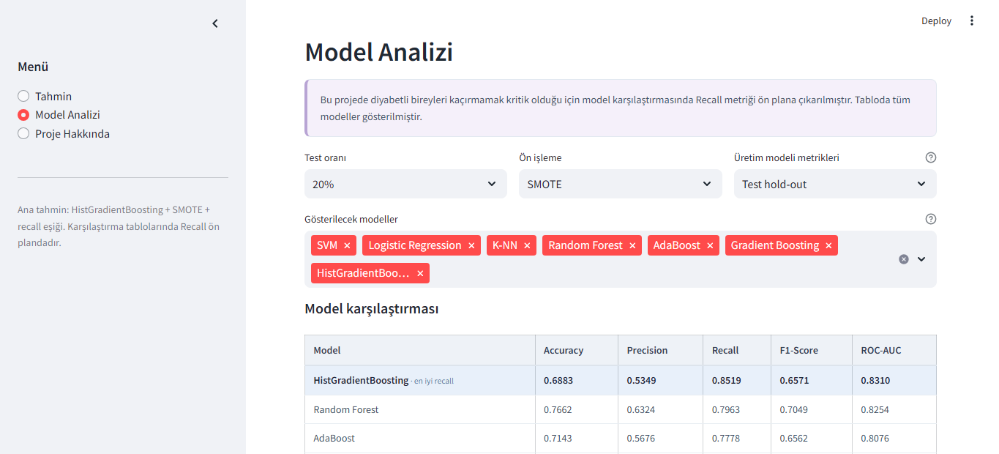 Deploy
Menü
Tahmin
Model Analizi
Proje Hakkında
Ana tahmin: HistGradientBoosting + SMOTE +
recall eşiği. Karşılaştırma tablolarında Recall ön
plandadır.
Model Analizi
Bu projede diyabetli bireyleri kaçırmamak kritik olduğu için model karşılaştırmasında Recall metriği ön plana çıkarılmıştır. Tabloda tüm
modeller gösterilmiştir.
Test oranı Ön işleme Üretim modeli metrikleri
20% SMOTE Test hold-out
Gösterilecek modeller
SVM Logistic Regression K-NN Random Forest AdaBoost Gradient Boosting
HistGradientBoo...
Model karşılaştırması
Model Accuracy Precision Recall F1-Score ROC-AUC
HistGradientBoosting · en iyi recall 0.6883 0.5349 0.8519 0.6571 0.8310
Random Forest 0.7662 0.6324 0.7963 0.7049 0.8254
AdaBoost 0.7143 0.5676 0.7778 0.6562 0.8076